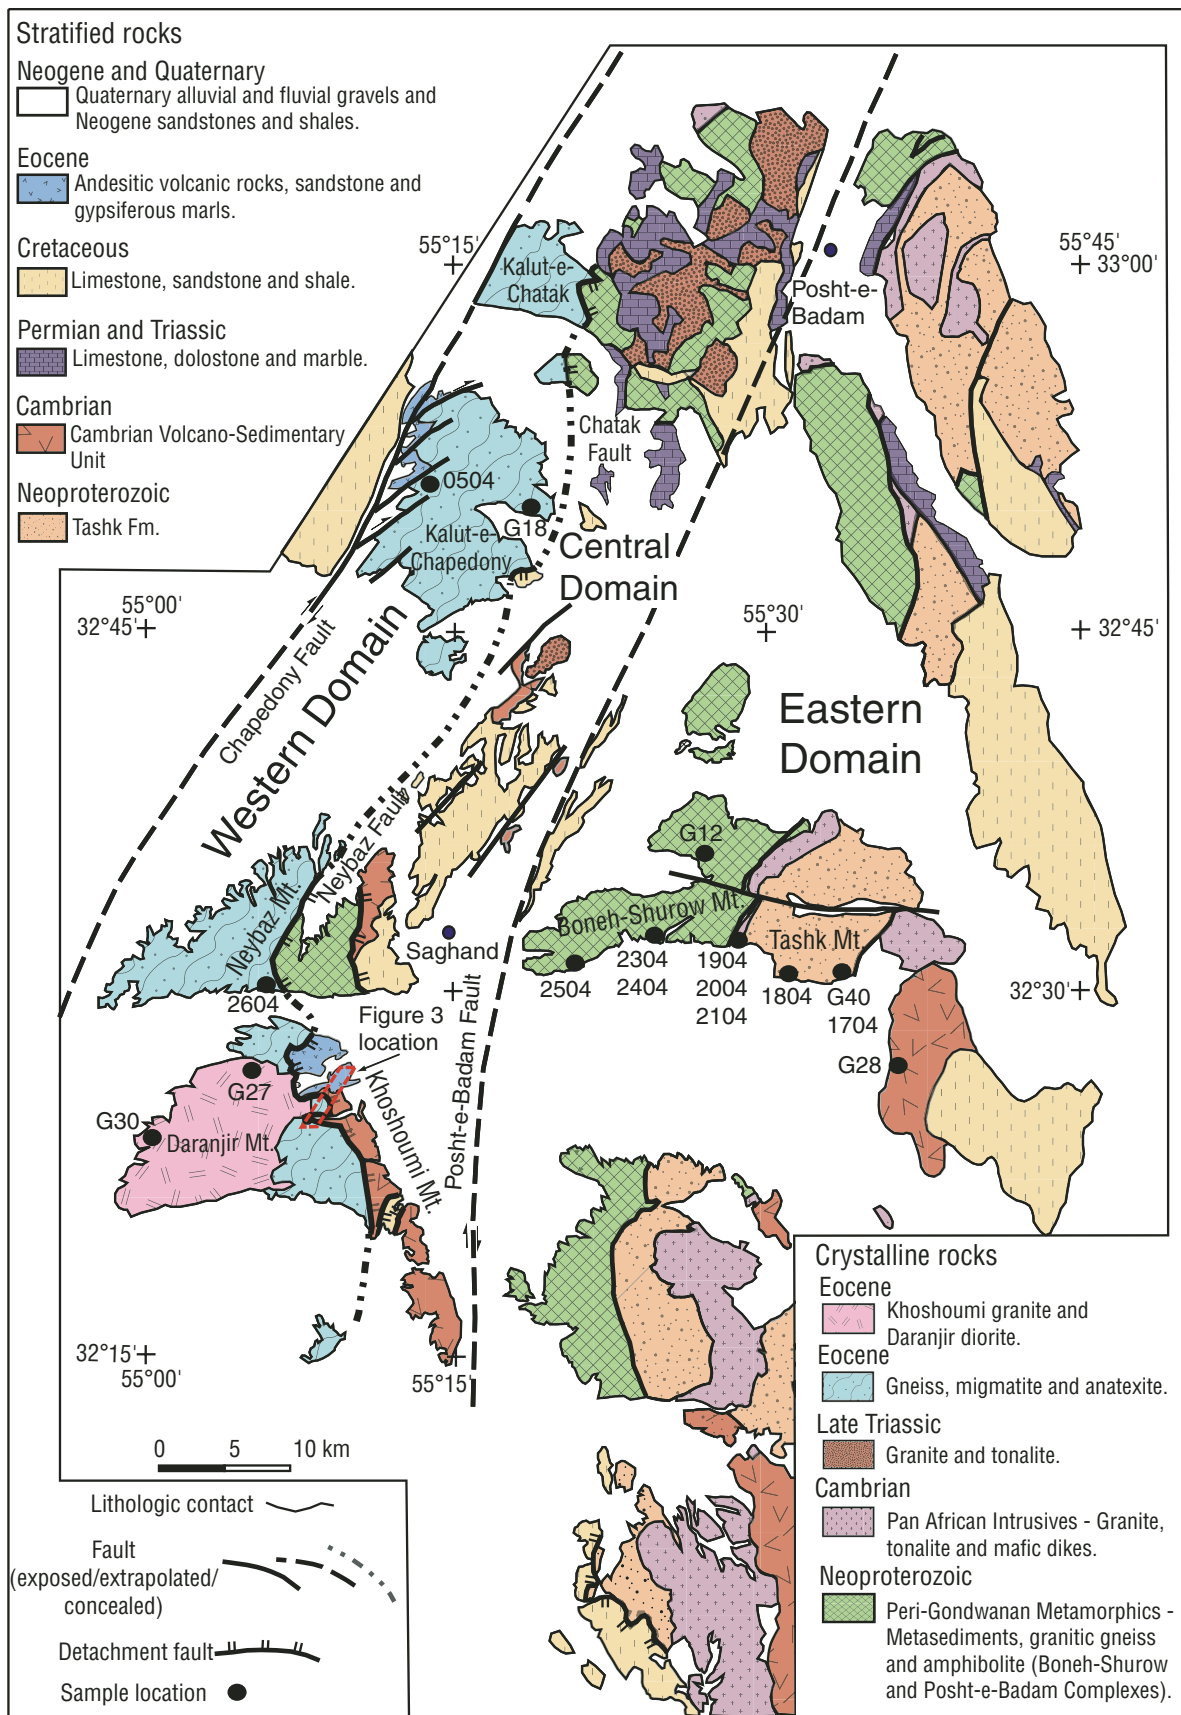 Stratified rocks
Neogene and Quaternary
Quaternary alluvial and fluvial gravels and
Neogene sandstones and shales.
Eocene
Andesitic volcanic rocks, sandstone and
gypsiferous marls.
Cretaceous
Limestone, sandstone and shale.
Permian and Triassic
Limestone, dolostone and marble.
Cambrian
Cambrian Volcano-Sedimentary
Unit
Neoproterozoic
Tashk Fm.
55°15'
55°45'
33°00'
Kalut-e-
Chatak
Posht-e-
Badam
Chatak
Fault
0504
G18
Kalut-e-
Chapedony
Central
Domain
55°00'
32°45'
55°30'
32°45'
Chapedony Fault
Western Domain
Eastern
Domain
Neybaz Fault
Neybaz Mt.
G12
Boneh-Shurow Mt.
Tashk Mt.
Saghand
2604
2504
2304
2404
1904
2004
2104
1804
G40
1704
32°30'
Figure 3
location
G28
G27
G30
Daranjir Mt.
Khoshoumi Mt.
Posht-e-Badam Fault
32°15'
55°00'
55°15'
0 5 10 km
Lithologic contact
Fault
(exposed/extrapolated/
concealed)
Detachment fault
Sample location
Crystalline rocks
Eocene
Khoshoumi granite and
Daranjir diorite.
Eocene
Gneiss, migmatite and anatexite.
Late Triassic
Granite and tonalite.
Cambrian
Pan African Intrusives - Granite,
tonalite and mafic dikes.
Neoproterozoic
Peri-Gondwanan Metamorphics -
Metasediments, granitic gneiss
and amphibolite (Boneh-Shurow
and Posht-e-Badam Complexes).